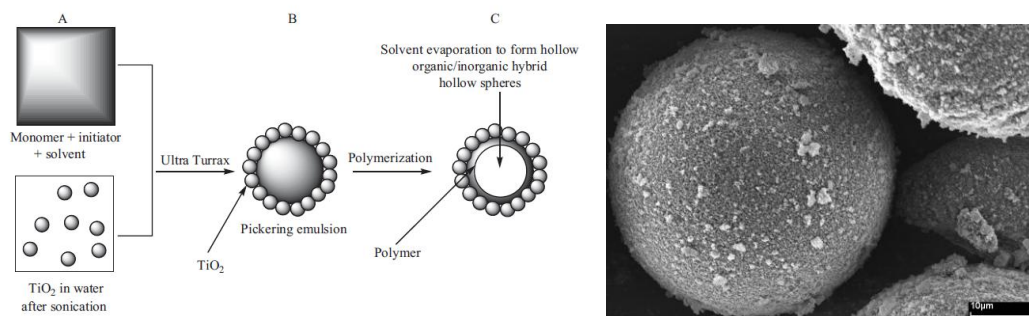 A
B
C
Monomer + initiator
+ solvent
TiO2 in water
after sonication
Ultra Turrax
Pickering emulsion
TiO2
Polymerization
Solvent evaporation to form hollow
organic/inorganic hybrid
hollow spheres
Polymer
10µm